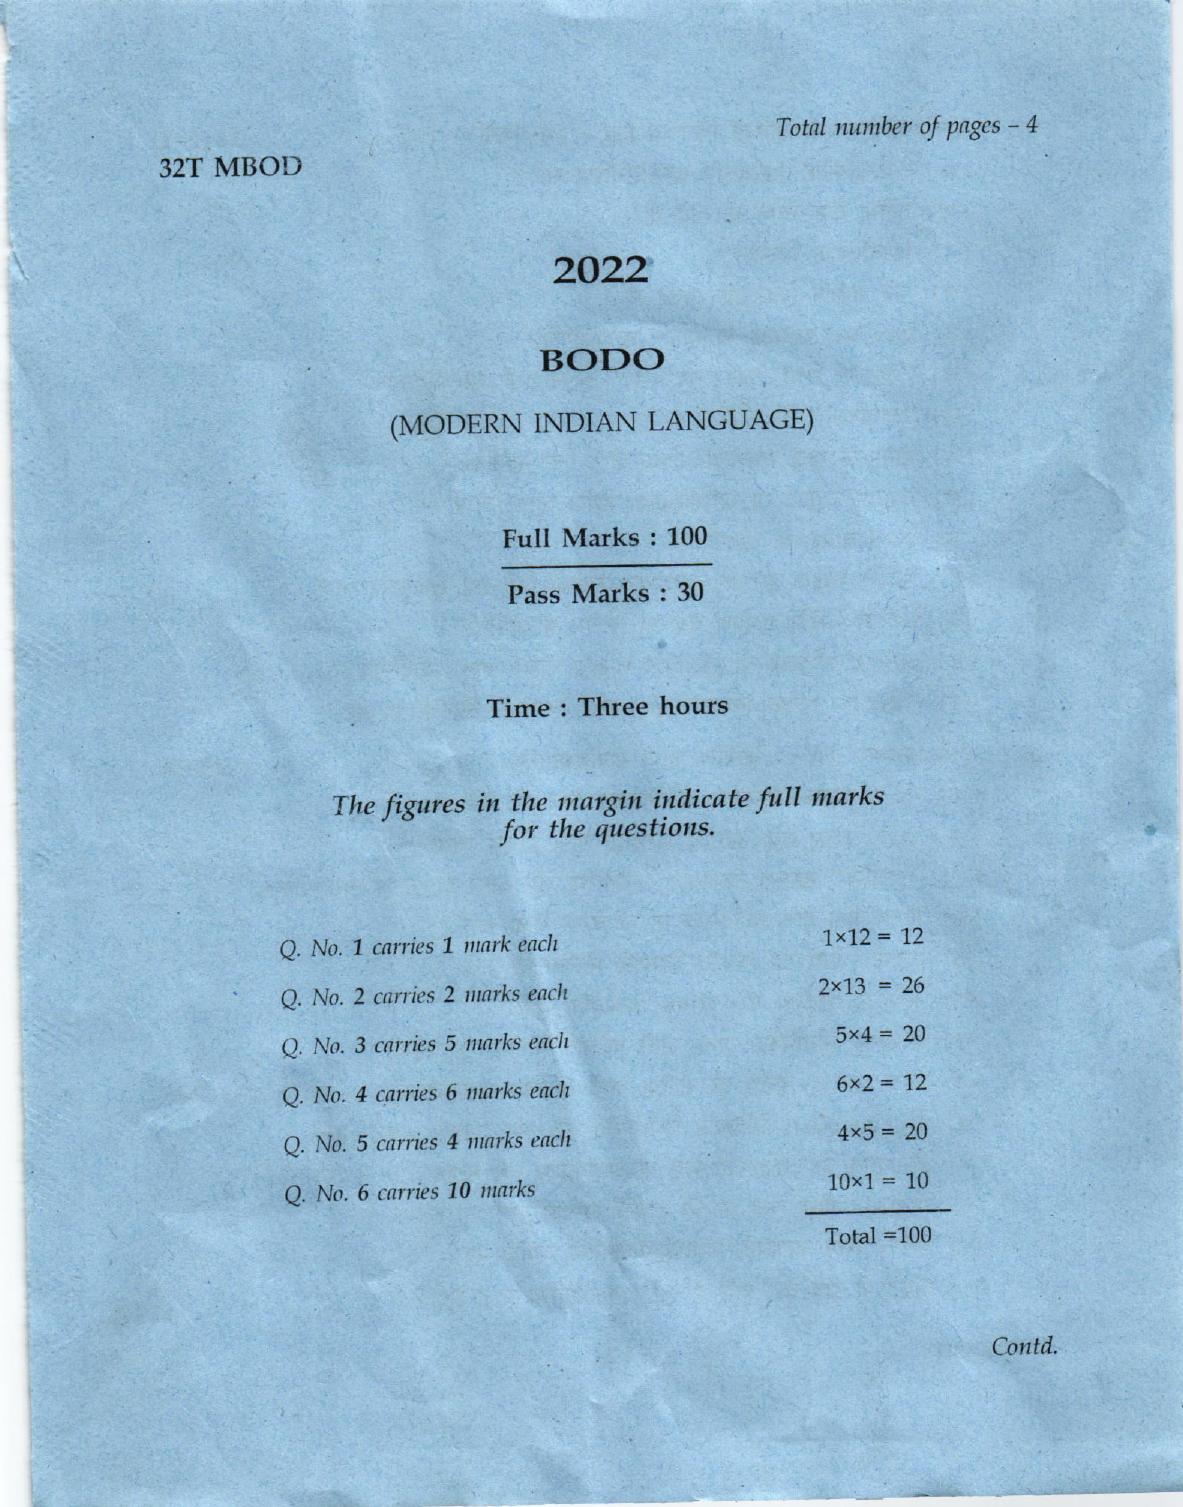 Total number of pages – 4
32T MBOD
2022
BODO
(MODERN INDIAN LANGUAGE)
Full Marks : 100
Pass Marks : 30
Time : Three hours
The figures in the margin indicate full marks
for the questions.
Q. No. 1 carries 1 mark each 1×12 = 12
Q. No. 2 carries 2 marks each 2×13 = 26
Q. No. 3 carries 5 marks each 5×4 = 20
Q. No. 4 carries 6 marks each 6×2 = 12
Q. No. 5 carries 4 marks each 4×5 = 20
Q. No. 6 carries 10 marks 10×1 = 10
Total =100
Contd.